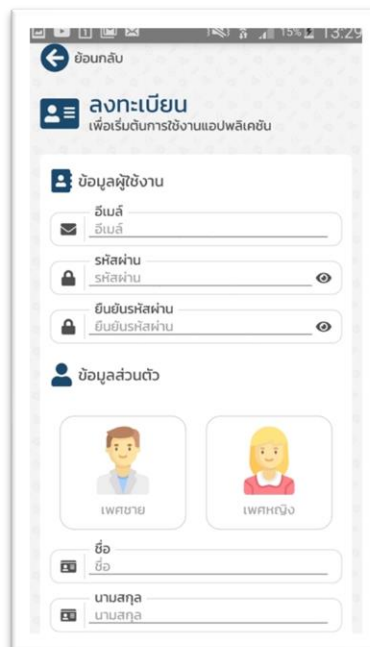 15% 13:29
ย้อนกลับ
ลงทะเบียน
เพื่อเริ่มต้นการใช้งานแอปพลิเคชัน
ข้อมูลผู้ใช้งาน
อีเมล์
อีเมล์
รหัสผ่าน
รหัสผ่าน
ยืนยันรหัสผ่าน
ยืนยันรหัสผ่าน
ข้อมูลส่วนตัว
เพศชาย เพศหญิง
ชื่อ
ชื่อ
นามสกุล
นามสกุล